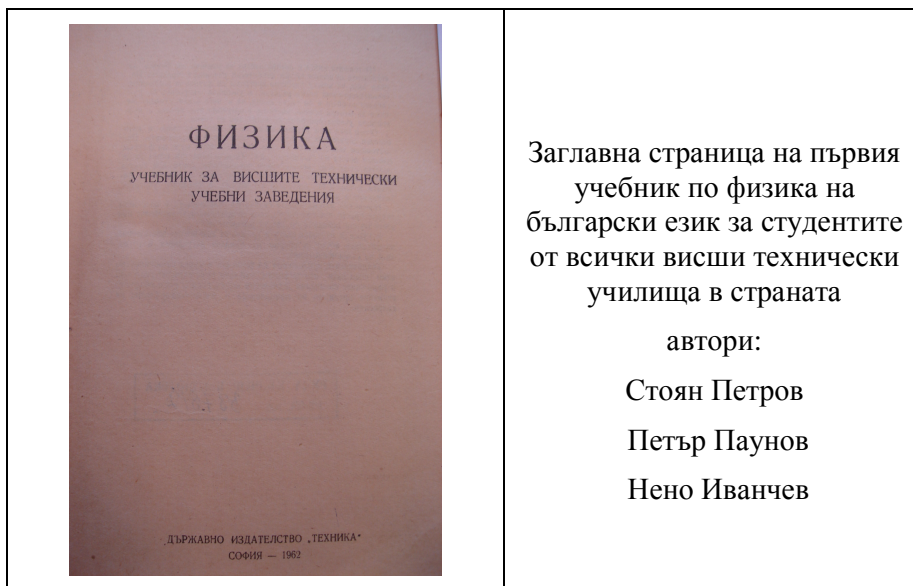 ФИЗИКА
УЧЕБНИК ЗА ВИСШИТЕ ТЕХНИЧЕСКИ
УЧЕБНИ ЗАВЕДЕНИЯ
ДЪРЖАВНО ИЗДАТЕЛСТВО „ТЕХНИКА“
СОФИЯ — 1962
Заглавна страница на първия
учебник по физика на
български език за студентите
от всички висши технически
училища в страната
автори:
Стоян Петров
Петър Паунов
Нено Иванчев